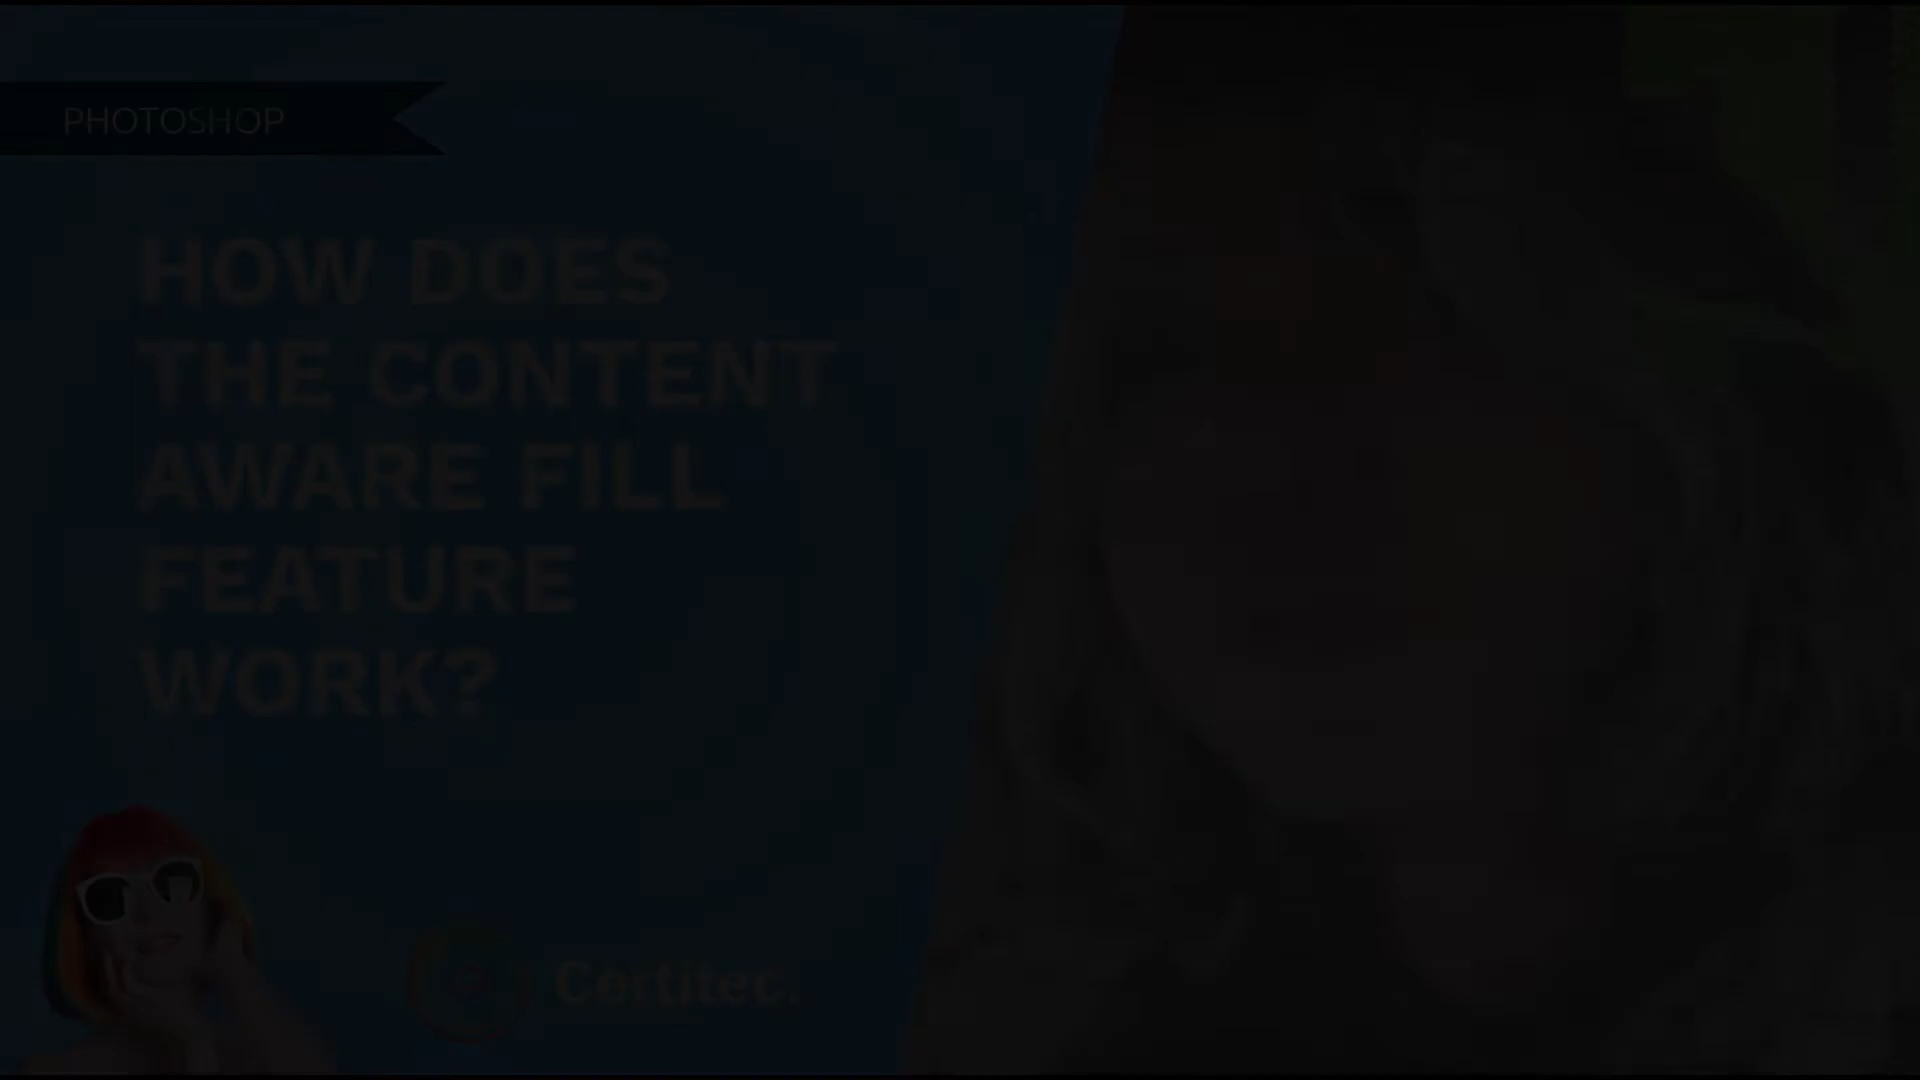 PHOTOSHOP
HOW DOES
THE CONTENT
AWARE FILL
FEATURE
WORK?
Certitec.